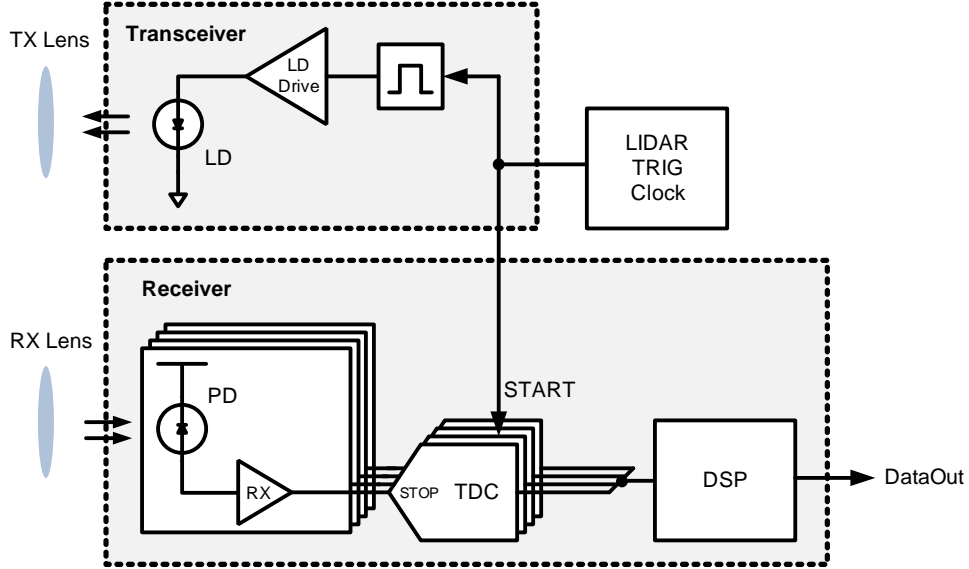 TX Lens
Transceiver
LD
Drive
LD
LIDAR
TRIG
Clock
Receiver
RX Lens
PD
RX
START
STOP
TDC
DSP
DataOut